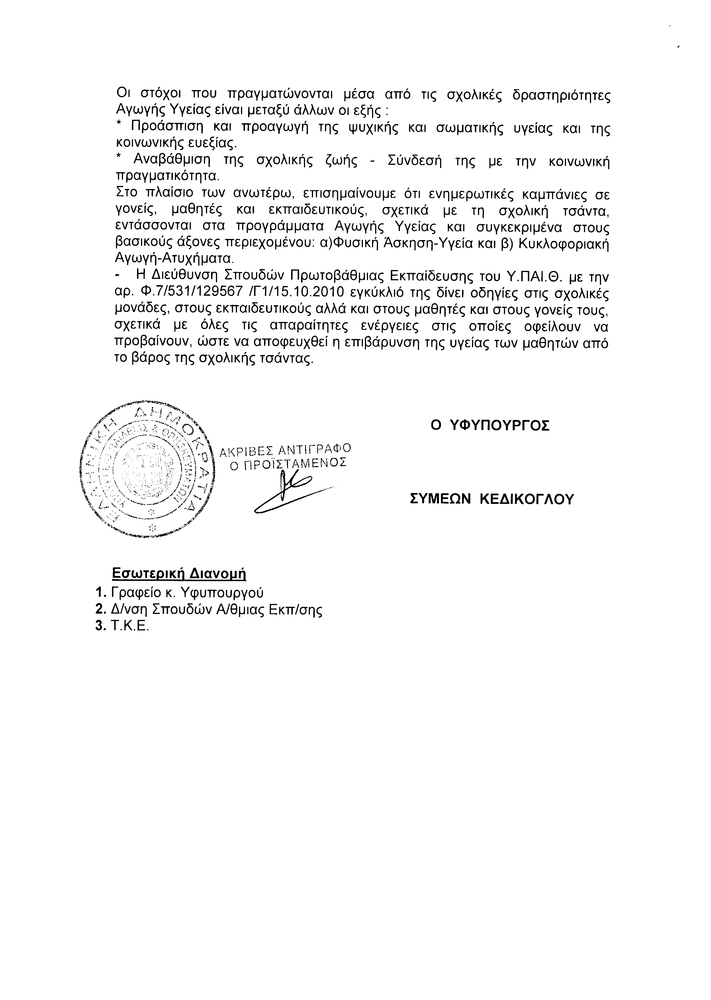 Οι στόχοι που πραγματώνονται μέσα από τις σχολικές δραστηριότητες
Αγωγής Υγείας είναι μεταξύ άλλων οι εξής :
* Προάσπιση και προαγωγή της ψυχικής και σωματικής υγείας και της
κοινωνικής ευεξίας.
* Αναβάθμιση της σχολικής ζωής - Σύνδεσή της με την κοινωνική
πραγματικότητα.
Στο πλαίσιο των ανωτέρω, επισημαίνουμε ότι ενημερωτικές καμπάνιες σε
γονείς, μαθητές και εκπαιδευτικούς, σχετικά με τη σχολική τσάντα,
εντάσσονται στα προγράμματα Αγωγής Υγείας και συγκεκριμένα στους
βασικούς άξονες περιεχομένου: α)Φυσική Άσκηση-Υγεία και β) Κυκλοφοριακή
Αγωγή-Ατυχήματα.
- Η Διεύθυνση Σπουδών Πρωτοβάθμιας Εκπαίδευσης του Υ.ΠΑΙ.Θ. με την
αρ. Φ.7/531/129567 /Γ1/15.10.2010 εγκύκλιό της δίνει οδηγίες στις σχολικές
μονάδες, στους εκπαιδευτικούς αλλά και στους μαθητές και στους γονείς τους,
σχετικά με όλες τις απαραίτητες ενέργειες στις οποίες οφείλουν να
προβαίνουν, ώστε να αποφευχθεί η επιβάρυνση της υγείας των μαθητών από
το βάρος της σχολικής τσάντας.
ΕΛΛΗΝΙΚΗ ΔΗΜΟΚΡΑΤΙΑ
ΥΠΟΥΡΓΕΙΟ ΠΑΙΔΕΙΑΣ & ΘΡΗΣΚΕΥΜΑΤΩΝ
ΑΚΡΙΒΕΣ ΑΝΤΙΓΡΑΦΟ
Ο ΠΡΟΪΣΤΑΜΕΝΟΣ
Ο ΥΦΥΠΟΥΡΓΟΣ
ΣΥΜΕΩΝ ΚΕΔΙΚΟΓΛΟΥ
Εσωτερική Διανομή
1. Γραφείο κ. Υφυπουργού
2. Δ/νση Σπουδών Α/θμιας Εκπ/σης
3. Τ.Κ.Ε.